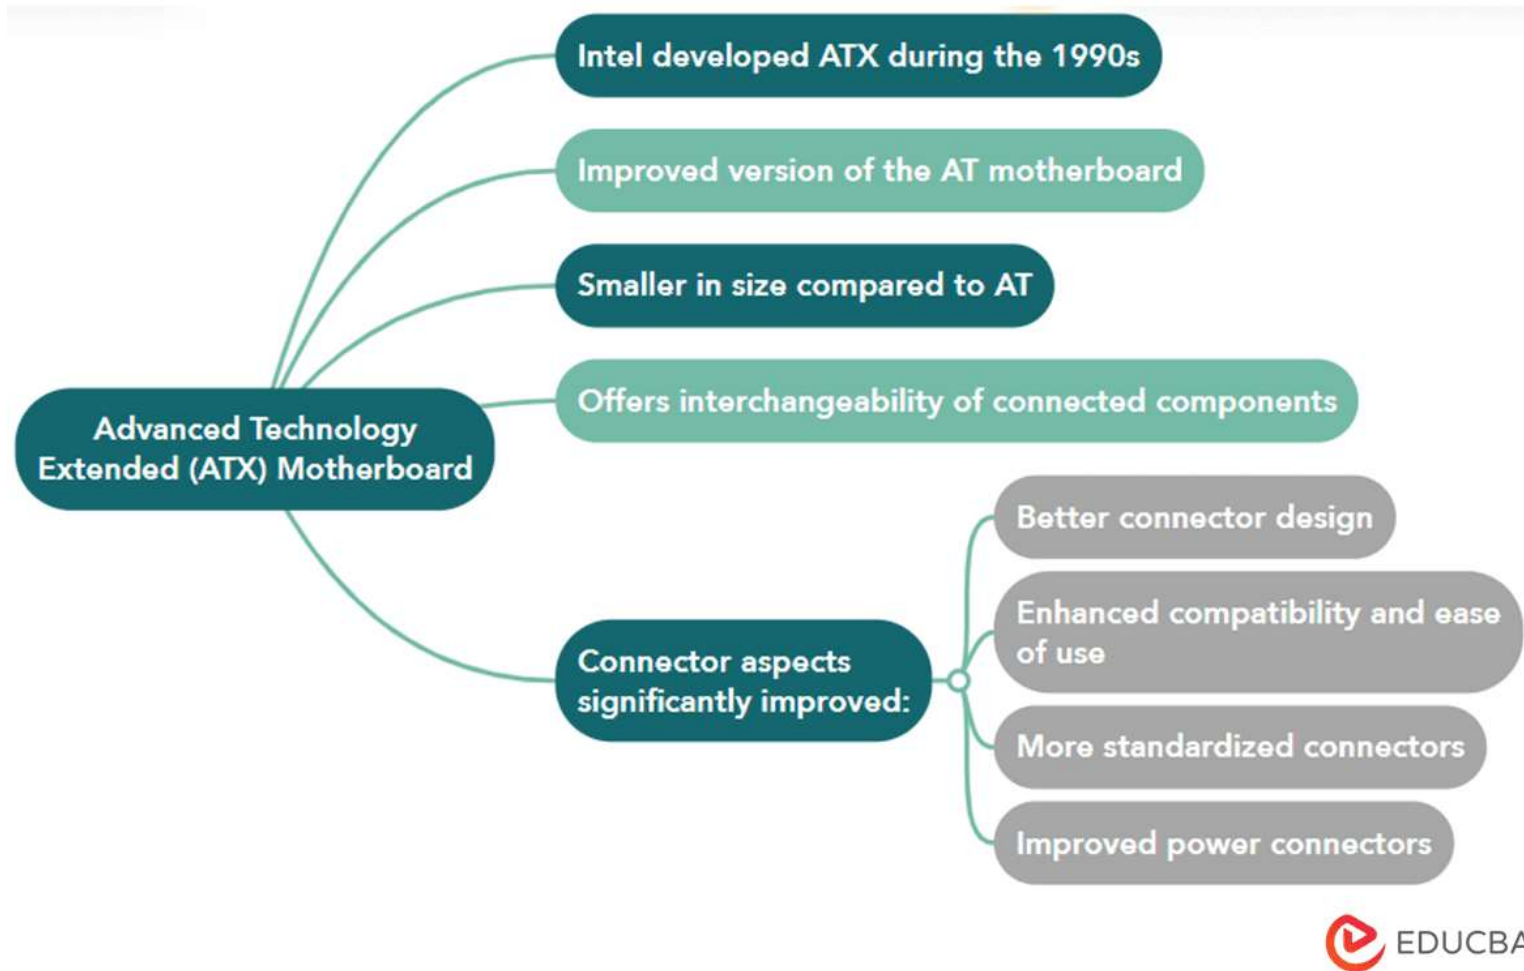 Intel developed ATX during the 1990s
Improved version of the AT motherboard
Smaller in size compared to AT
Offers interchangeability of connected components
Advanced Technology
Extended (ATX) Motherboard
Connector aspects
significantly improved:
Better connector design
Enhanced compatibility and ease
of use
More standardized connectors
Improved power connectors
EDUCBA